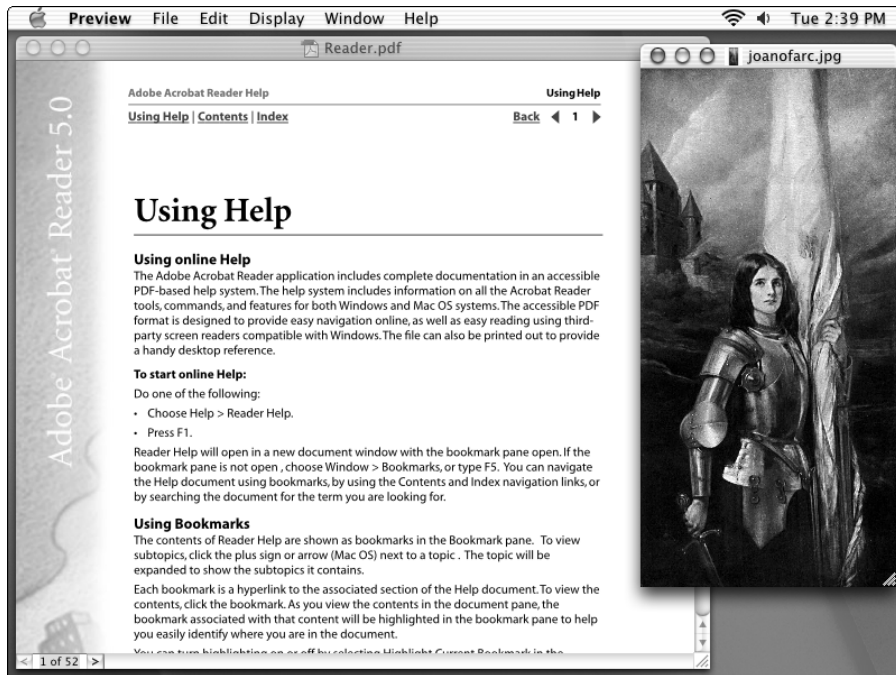 Preview File Edit Display Window Help Tue 2:39 PM
Reader.pdf
joanofarc.jpg
Adobe Acrobat Reader 5.0
Adobe Acrobat Reader Help Using Help
Using Help | Contents | Index Back 1
Using Help
Using online Help
The Adobe Acrobat Reader application includes complete documentation in an accessible
PDF-based help system. The help system includes information on all the Acrobat Reader
tools, commands, and features for both Windows and Mac OS systems. The accessible PDF
format is designed to provide easy navigation online, as well as easy reading using third-
party screen readers compatible with Windows. The file can also be printed out to provide
a handy desktop reference.
To start online Help:
Do one of the following:
• Choose Help > Reader Help.
• Press F1.
Reader Help will open in a new document window with the bookmark pane open. If the
bookmark pane is not open , choose Window > Bookmarks, or type F5. You can navigate
the Help document using bookmarks, by using the Contents and Index navigation links, or
by searching the document for the term you are looking for.
Using Bookmarks
The contents of Reader Help are shown as bookmarks in the Bookmark pane. To view
subtopics, click the plus sign or arrow (Mac OS) next to a topic . The topic will be
expanded to show the subtopics it contains.
Each bookmark is a hyperlink to the associated section of the Help document. To view the
contents, click the bookmark. As you view the contents in the document pane, the
bookmark associated with that content will be highlighted in the bookmark pane to help
you easily identify where you are in the document.
You can turn highlighting on or off by selecting Highlight Current Bookmark in the
< 1 of 52 >